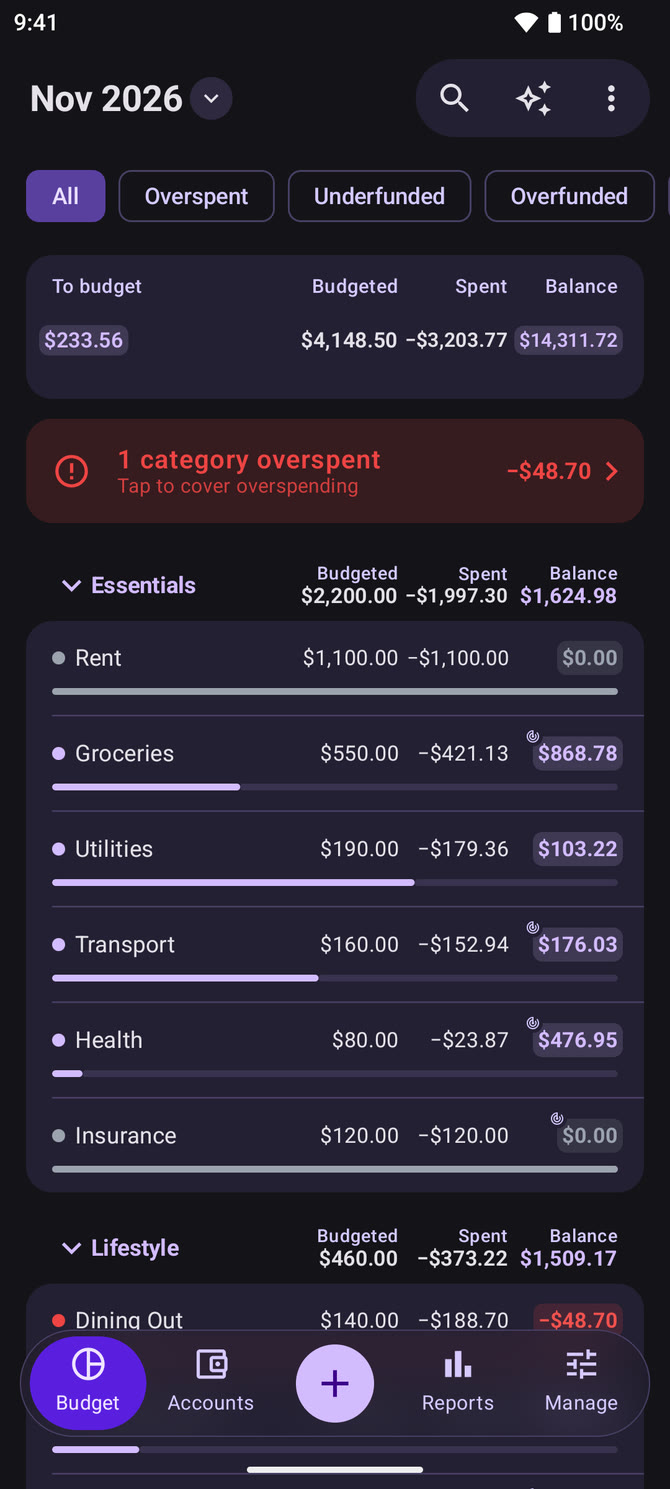 9:41 100%
Nov 2026
All Overspent Underfunded Overfunded
To budget Budgeted Spent Balance
$233.56 $4,148.50 −$3,203.77 $14,311.72
1 category overspent
Tap to cover overspending
−$48.70
Essentials Budgeted Spent Balance
$2,200.00 −$1,997.30 $1,624.98
Rent $1,100.00 −$1,100.00 $0.00
Groceries $550.00 −$421.13 $868.78
Utilities $190.00 −$179.36 $103.22
Transport $160.00 −$152.94 $176.03
Health $80.00 −$23.87 $476.95
Insurance $120.00 −$120.00 $0.00
Lifestyle Budgeted Spent Balance
$460.00 −$373.22 $1,509.17
Dining Out $140.00 −$188.70 −$48.70
Budget Accounts Reports Manage